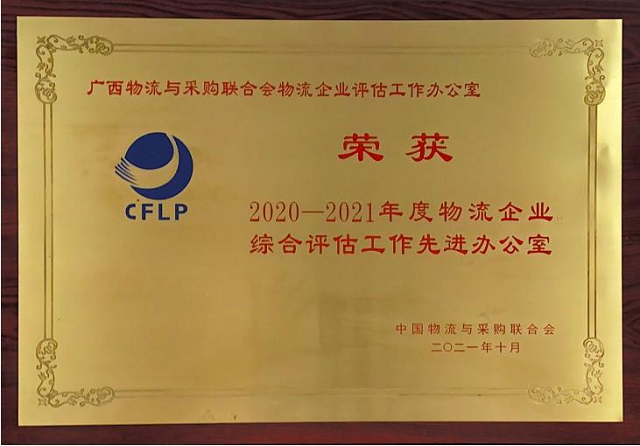 广西物流与采购联合会物流企业评估工作办公室
荣获
CFLP
2020—2021年度物流企业
综合评估工作先进办公室
中国物流与采购联合会
二〇二一年十月